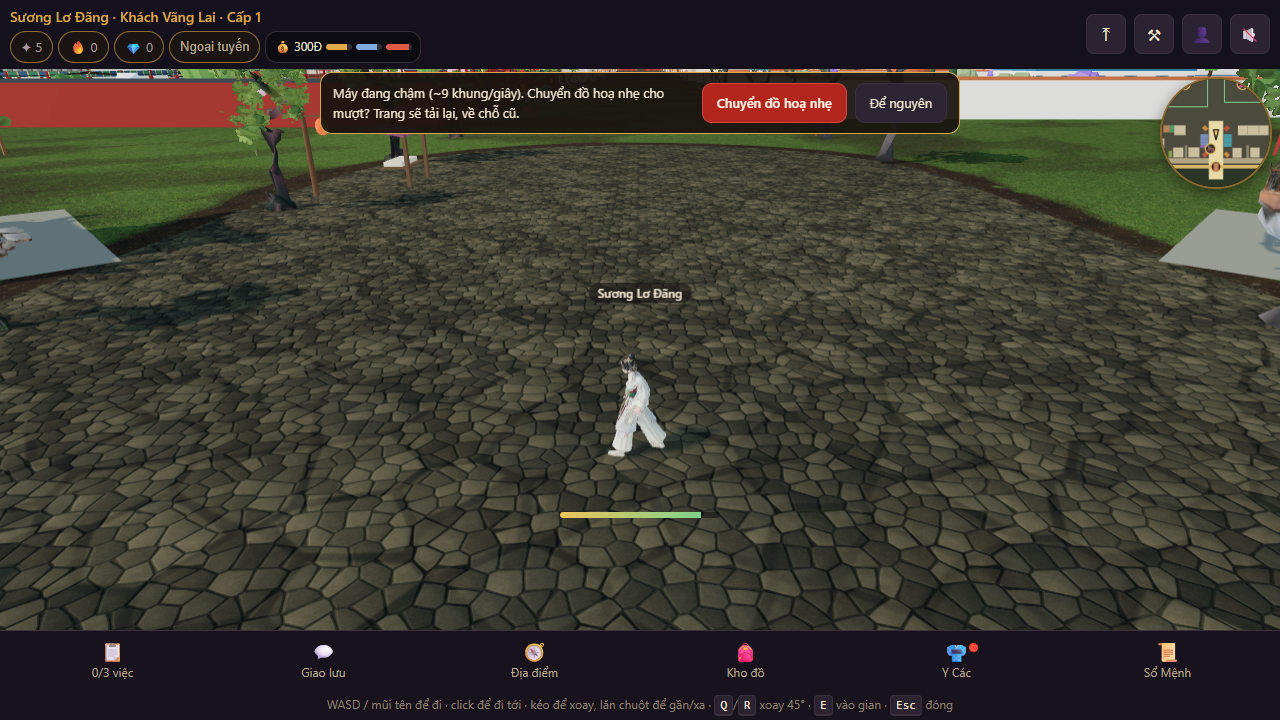 Sương Lơ Đãng · Khách Vãng Lai · Cấp 1
✦ 5
0
0
Ngoại tuyến
300Đ
Máy đang chậm (~9 khung/giây). Chuyển đồ hoạ nhẹ cho
mượt? Trang sẽ tải lại, về chỗ cũ.
Chuyển đồ hoạ nhẹ
Để nguyên
Sương Lơ Đãng
0/3 việc
Giao lưu
Địa điểm
Kho đồ
Y Các
Sổ Mệnh
WASD / mũi tên để đi · click để đi tới · kéo để xoay, lăn chuột để gần/xa · Q / R xoay 45° · E vào gian · Esc đóng